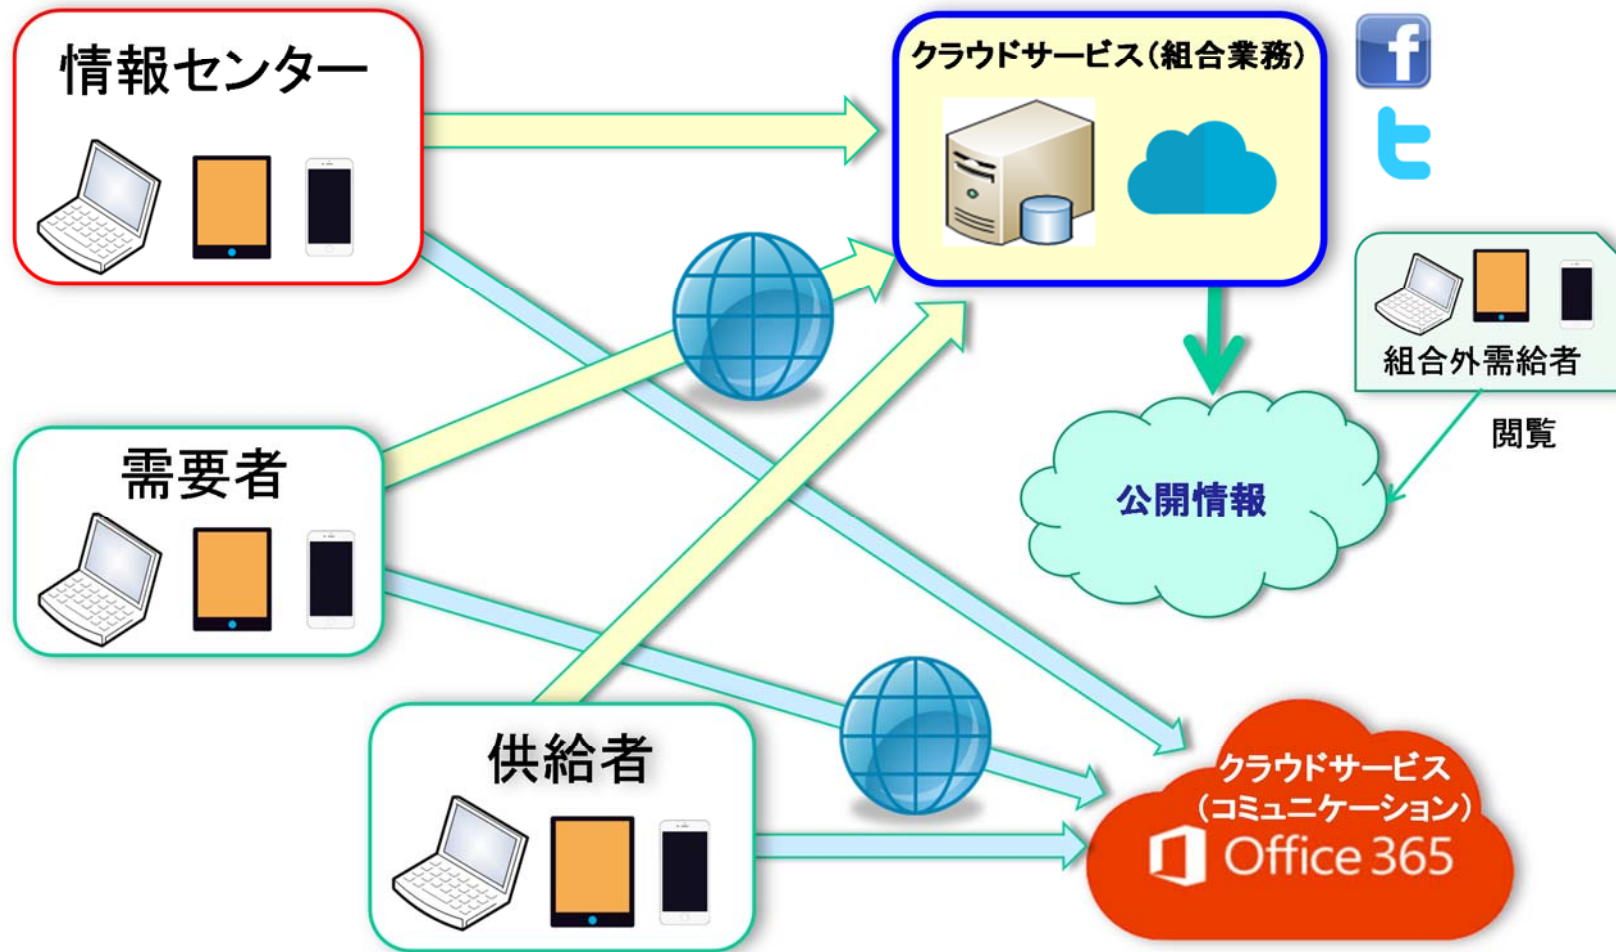 情報センター
クラウドサービス(組合業務)
f
t
組合外需給者
閲覧
需要者
公開情報
供給者
クラウドサービス
(コミュニケーション)
Office 365